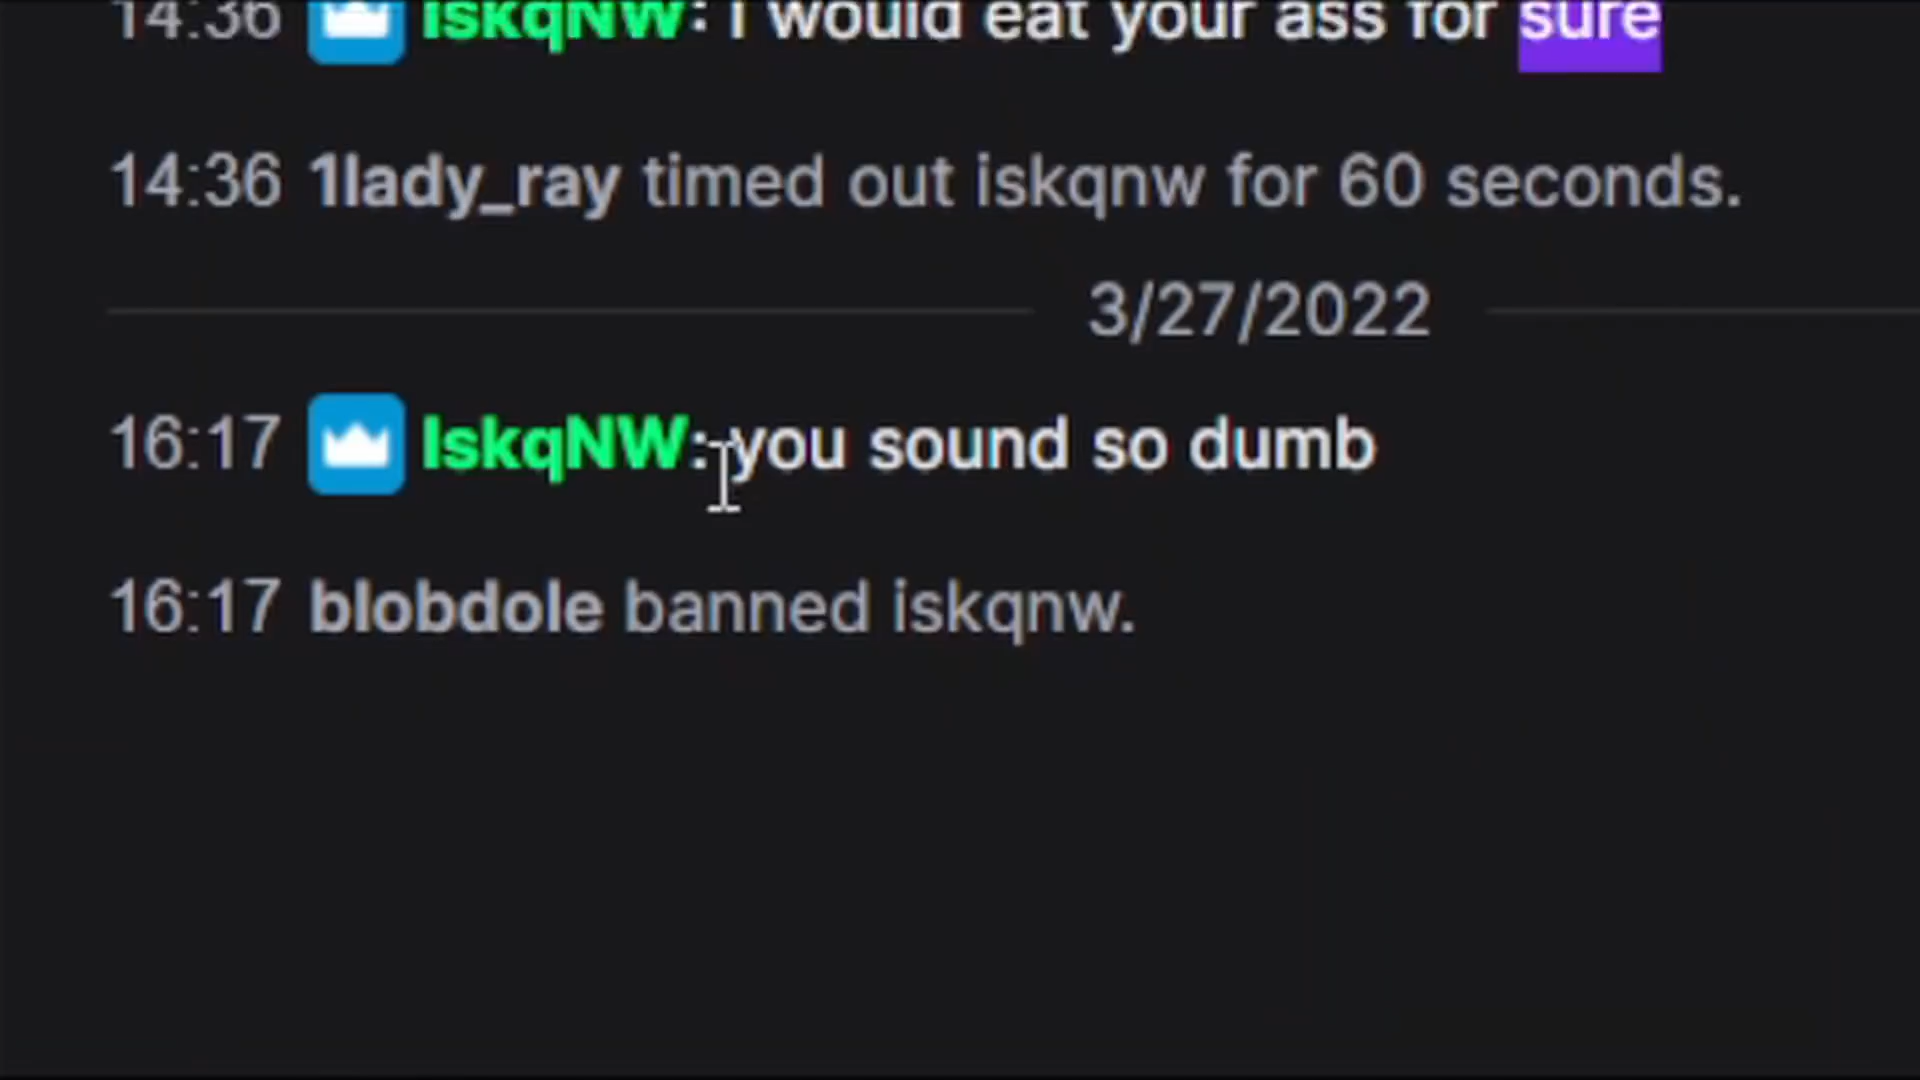 14:36 IskqNW: I would eat your ass for sure
14:36 1lady_ray timed out iskqnw for 60 seconds.
3/27/2022
16:17 IskqNW: you sound so dumb
16:17 blobdole banned iskqnw.